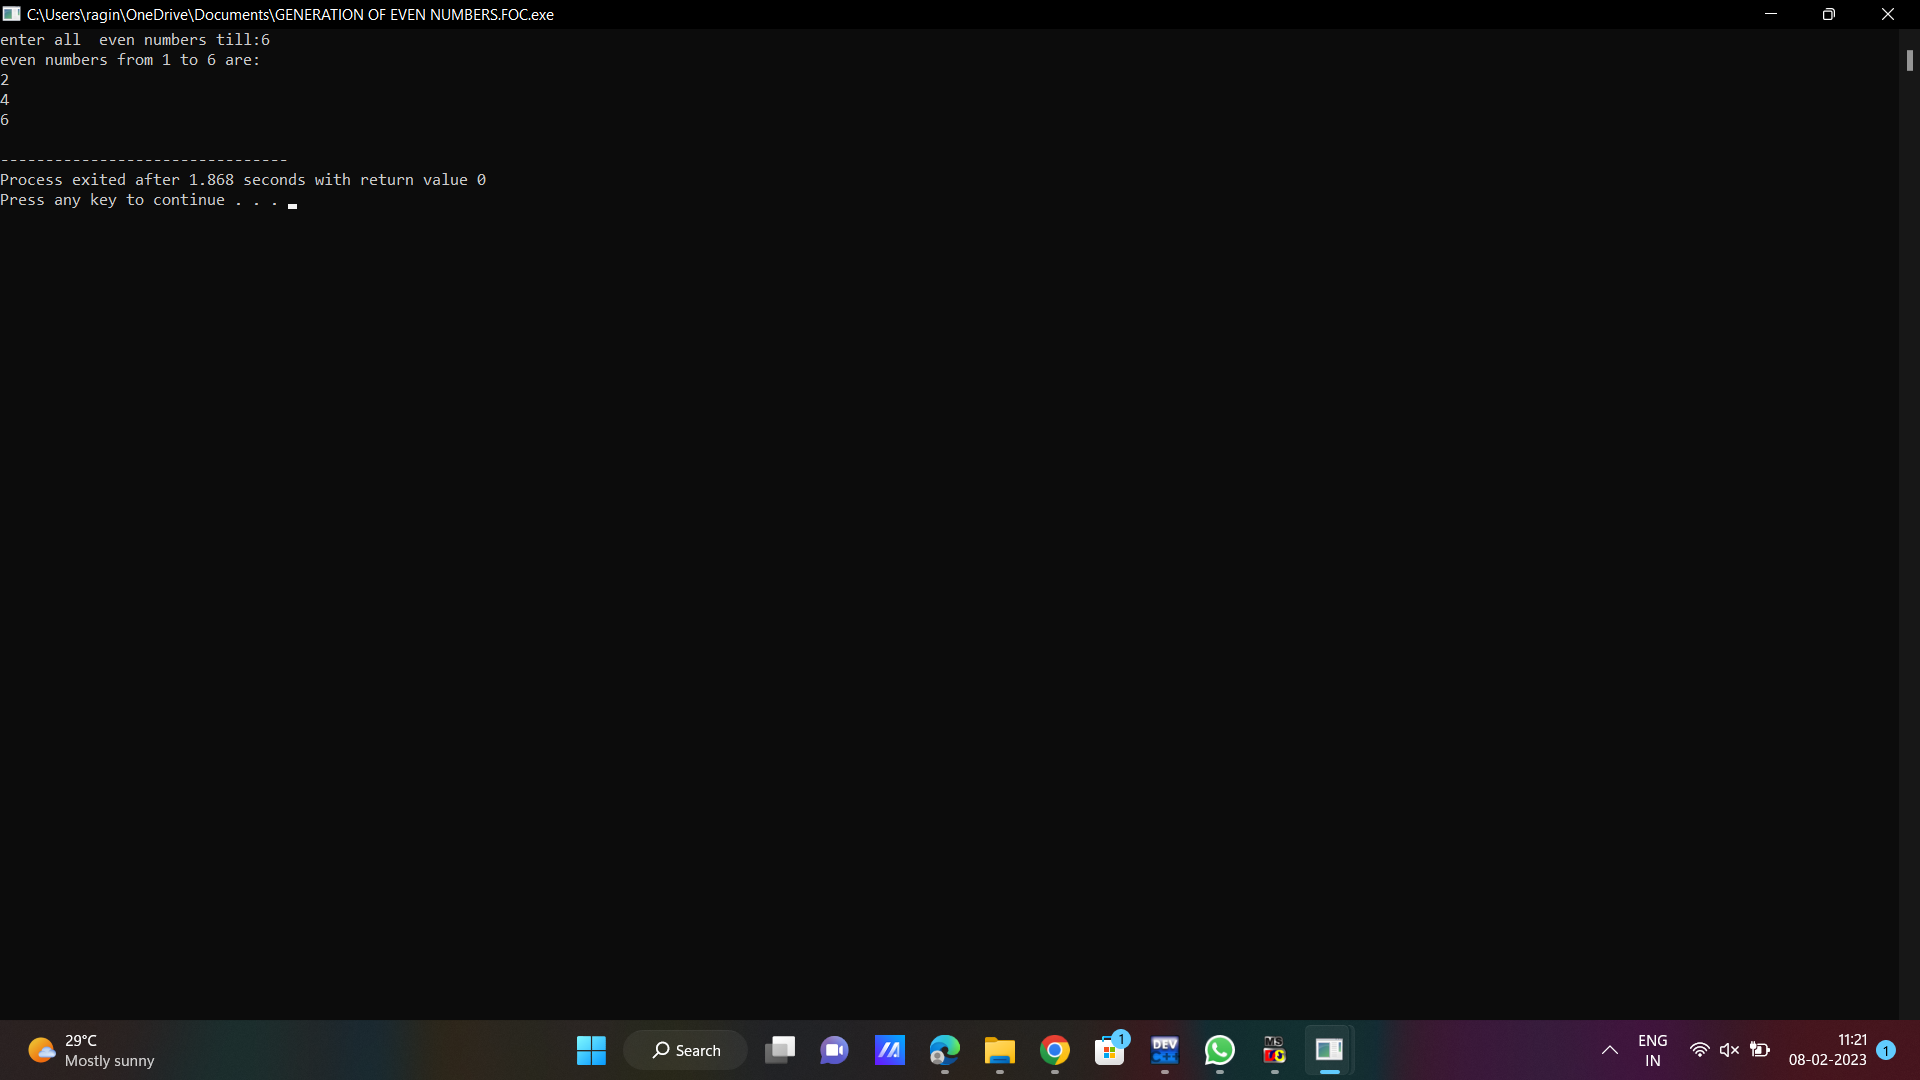 C:\Users\ragin\OneDrive\Documents\GENERATION OF EVEN NUMBERS.FOC.exe
enter all  even numbers till:6
even numbers from 1 to 6 are:
2
4
6
--------------------------------
Process exited after 1.868 seconds with return value 0
Press any key to continue . . .
29°C
Mostly sunny
Search
1
DEV
C++
MS
ENG
IN
11:21
08-02-2023
1